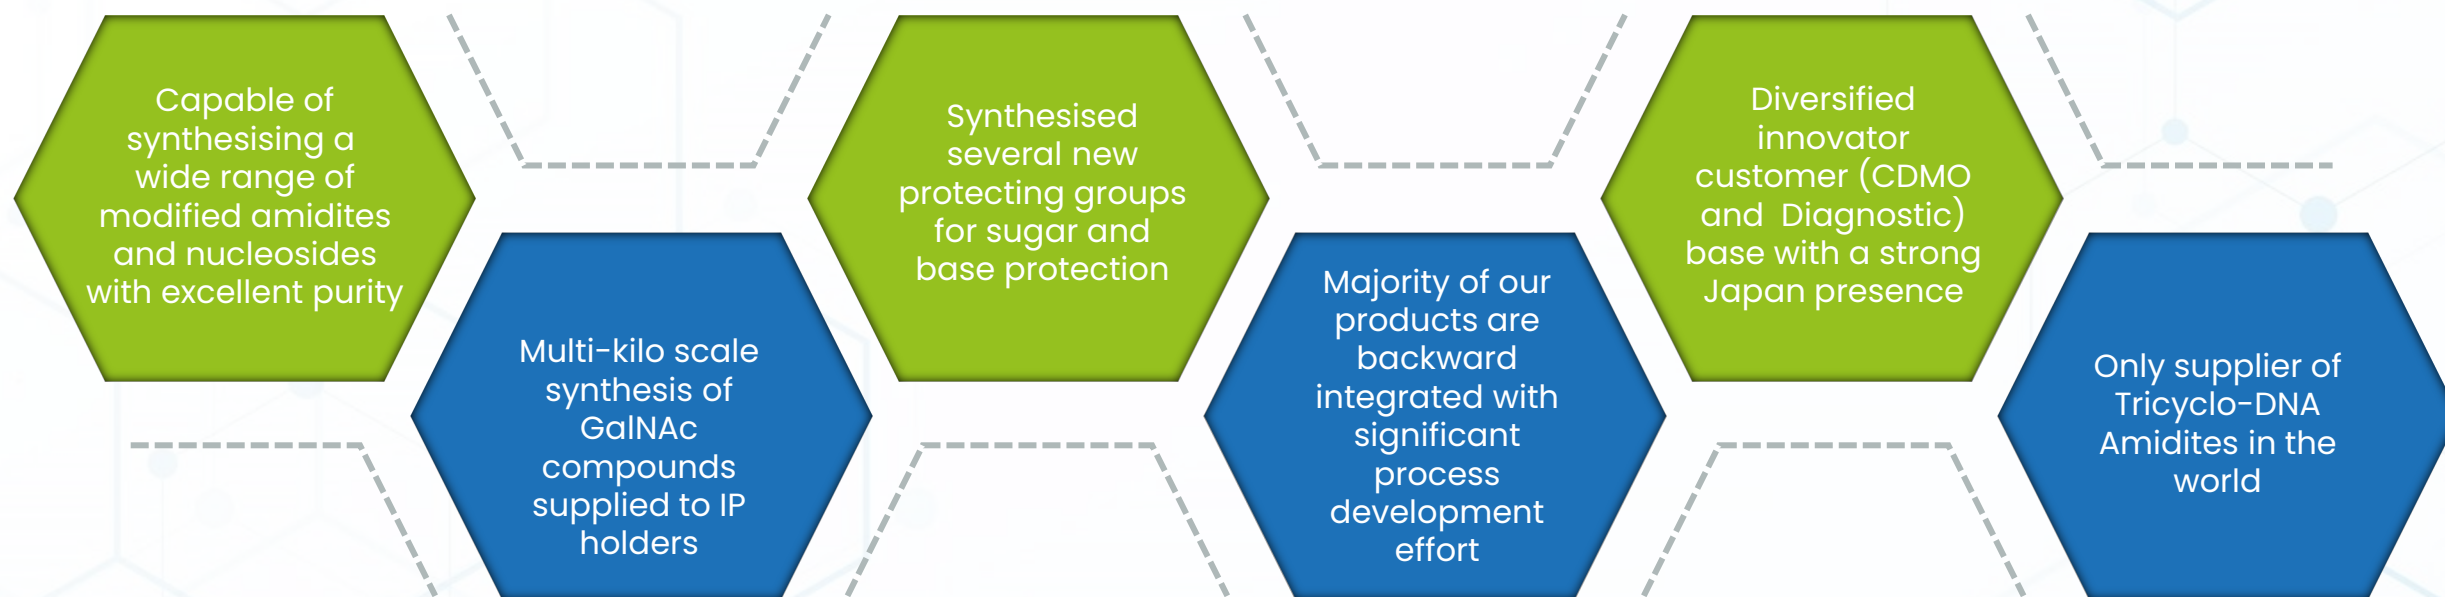 Capable of
synthesising a
wide range of
modified amidites
and nucleosides
with excellent purity
Multi-kilo scale
synthesis of
GalNAc
compounds
supplied to IP
holders
Synthesised
several new
protecting groups
for sugar and
base protection
Majority of our
products are
backward
integrated with
significant
process
development
effort
Diversified
innovator
customer (CDMO
and  Diagnostic)
base with a strong
Japan presence
Only supplier of
Tricyclo-DNA
Amidites in the
world